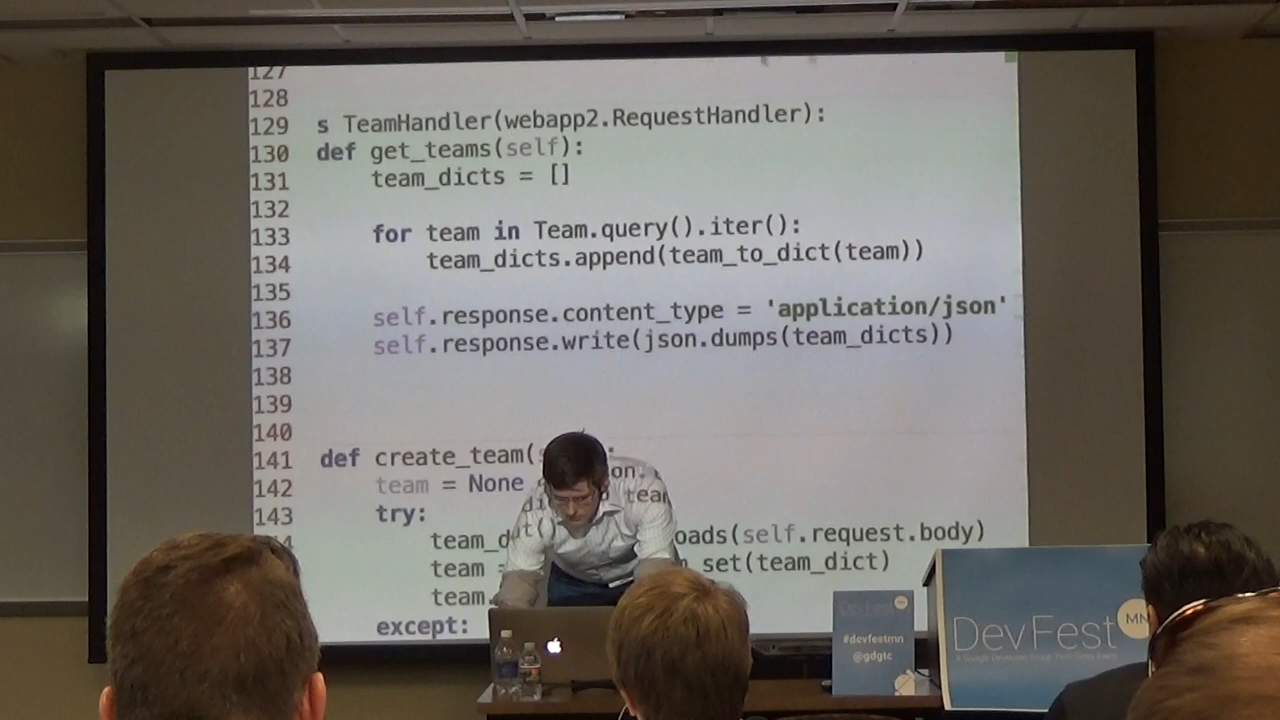 127
128
129 s TeamHandler(webapp2.RequestHandler):
130 def get_teams(self):
131 team_dicts = []
132
133 for team in Team.query().iter():
134 team_dicts.append(team_to_dict(team))
135
136 self.response.content_type = 'application/json'
137 self.response.write(json.dumps(team_dicts))
138
139
140
141 def create_team(
142 team = None
143 try:
team_d oads(self.request.body)
team = set(team_dict)
team.
except:
DevFest MN
#devfestmn
@gdgtc
DevFest MN